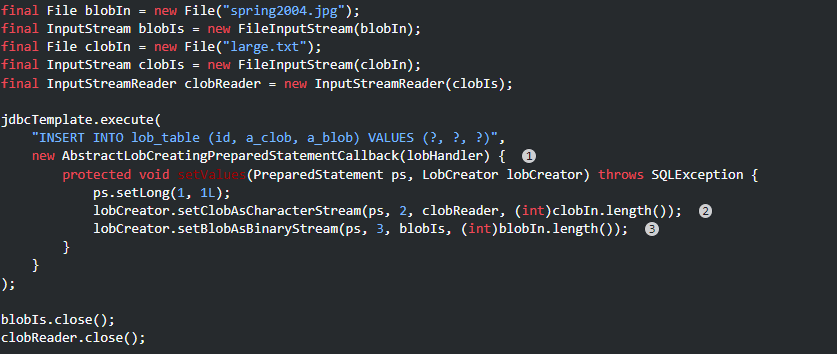 final File blobIn = new File("spring2004.jpg");
final InputStream blobIs = new FileInputStream(blobIn);
final File clobIn = new File("large.txt");
final InputStream clobIs = new FileInputStream(clobIn);
final InputStreamReader clobReader = new InputStreamReader(clobIs);

jdbcTemplate.execute(
    "INSERT INTO lob_table (id, a_clob, a_blob) VALUES (?, ?, ?)",
    new AbstractLobCreatingPreparedStatementCallback(lobHandler) { 1
        protected void setValues(PreparedStatement ps, LobCreator lobCreator) throws SQLException {
            ps.setLong(1, 1L);
            lobCreator.setClobAsCharacterStream(ps, 2, clobReader, (int)clobIn.length()); 2
            lobCreator.setBlobAsBinaryStream(ps, 3, blobIs, (int)blobIn.length()); 3
        }
    }
);

blobIs.close();
clobReader.close();